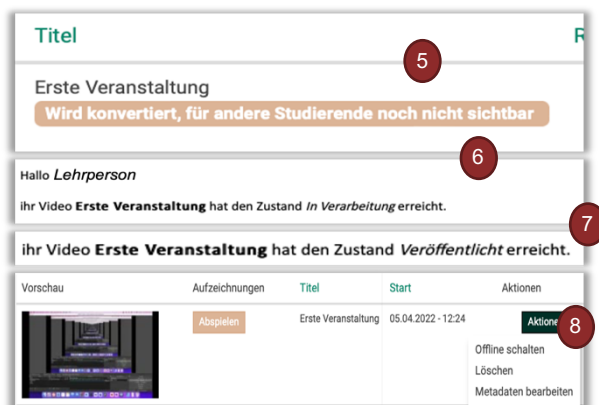 Titel
R
5
Erste Veranstaltung
Wird konvertiert, für andere Studierende noch nicht sichtbar
6
Hallo Lehrperson
ihr Video Erste Veranstaltung hat den Zustand In Verarbeitung erreicht.
7
ihr Video Erste Veranstaltung hat den Zustand Veröffentlicht erreicht.
Vorschau Aufzeichnungen Titel Start Aktionen
Abspielen Erste Veranstaltung 05.04.2022 - 12:24 Aktione 8
Offline schalten
Löschen
Metadaten bearbeiten